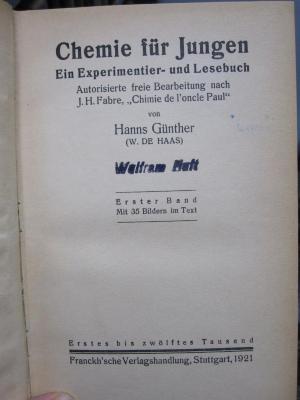 Chemie für Jungen
Ein Experimentier- und Lesebuch
Autorisierte freie Bearbeitung nach
J. H. Fabre, „Chimie de l'oncle Paul"
von
Hanns Günther
(W. DE HAAS)
Wolfram
Erster Band
Mit 35 Bildern im Text
Erstes bis zwölftes Tausend
Franckh'sche Verlagshandlung, Stuttgart, 1921